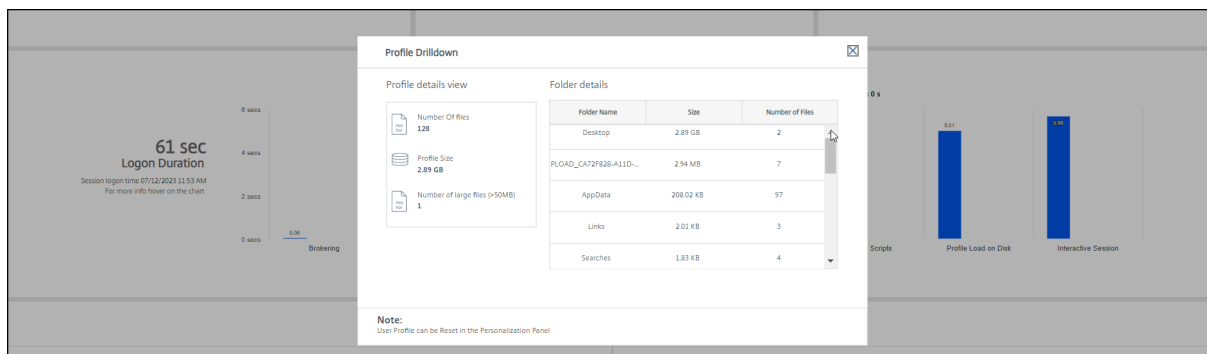 Profile Drilldown
Profile details view
Number Of files
128
Profile Size
2.89 GB
Number of large files (>50MB)
1
Folder details
Folder Name Size Number of Files
Desktop 2.89 GB 2
PLOAD_CA72F828-A11D-... 2.94 MB 7
AppData 208.02 KB 97
Links 2.01 KB 3
Searches 1.83 KB 4
Note:
User Profile can be Reset in the Personalization Panel
61 sec
Logon Duration
Session logon time 07/12/2023 11:53 AM
For more info hover on the chart
6 secs
4 secs
2 secs
0 secs
0.06
Brokering
: 0 s
5.01
Scripts
Profile Load on Disk
Interactive Session